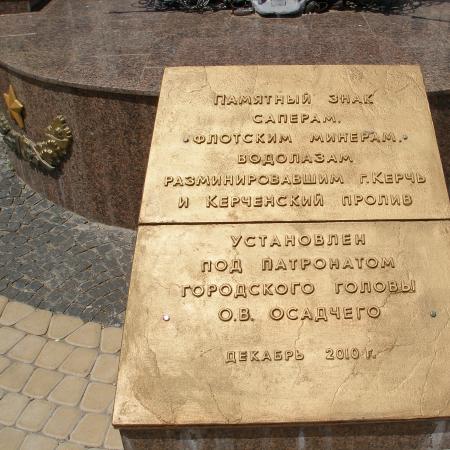 Памятный знак
саперам,
флотским минерам,
водолазам
разминировавшим г.Керчь
и Керченский пролив
установлен
под патронатом
городского головы
О.В. Осадчего
декабрь 2010 г.